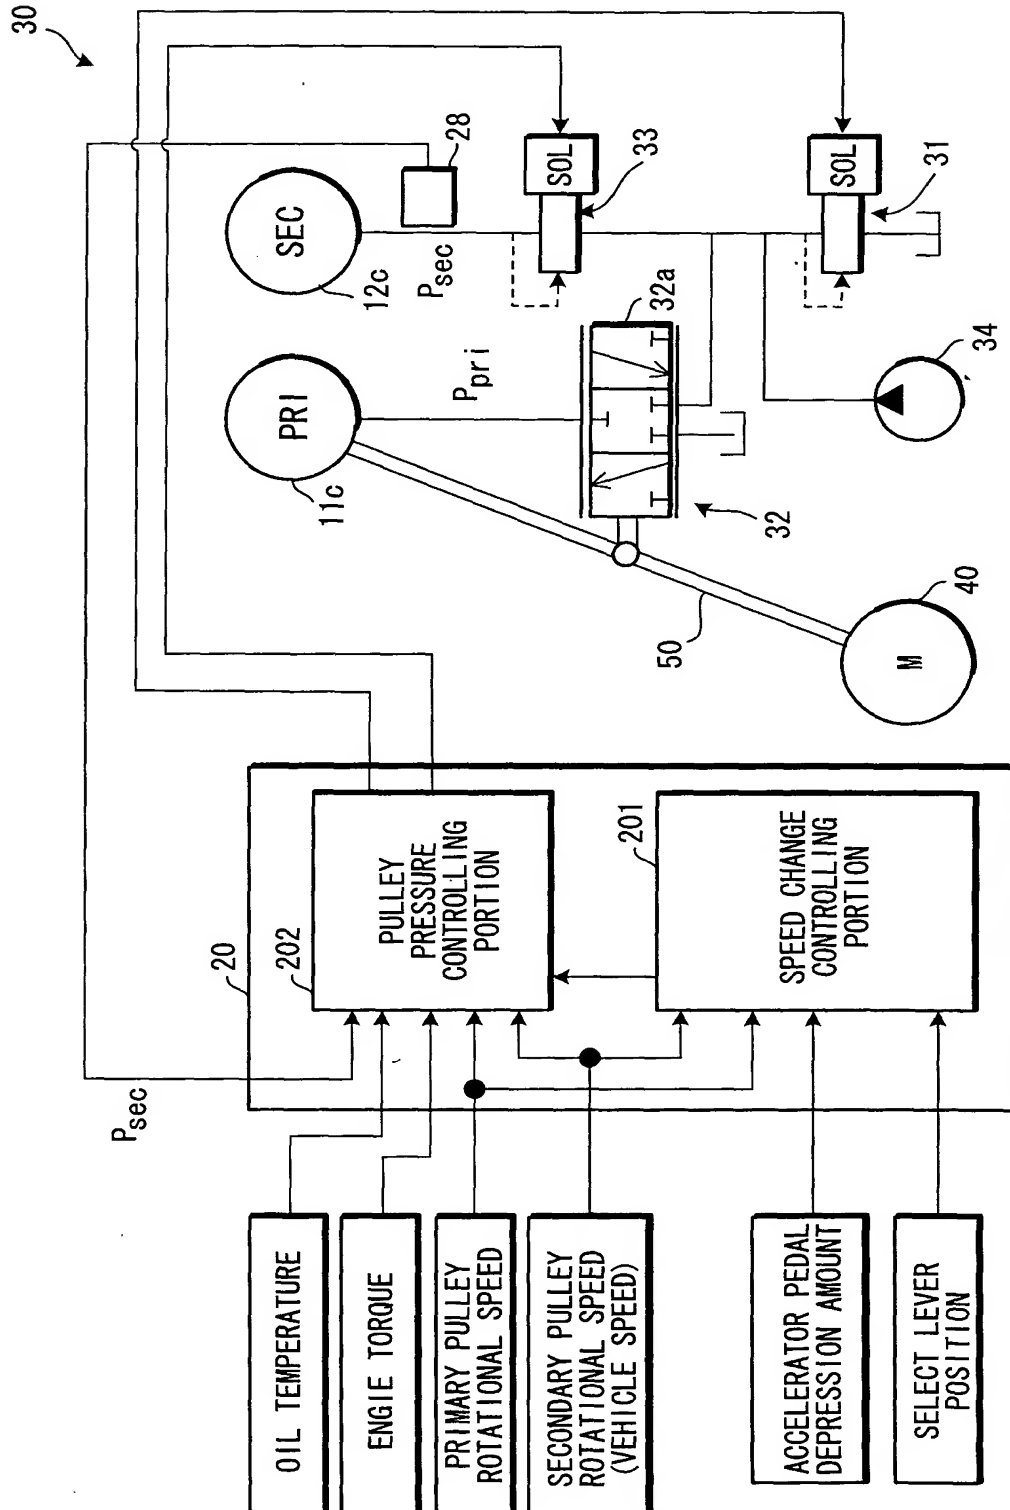 30
20
202
PULLEY
PRESSURE
CONTROLLING
PORTION
201
SPEED CHANGE
CONTROLLING
PORTION
Psec
OIL TEMPERATURE
ENGIE TORQUE
PRIMARY PULLEY
ROTATIONAL SPEED
SECONDARY PULLEY
ROTATIONAL SPEED
(VEHICLE SPEED)
ACCELERATOR PEDAL
DEPRESSION AMOUNT
SELECT LEVER
POSITION
PRI
11c
SEC
12c
Psec
28
Ppri
SOL
33
SOL
31
32a
32
34
50
M
40